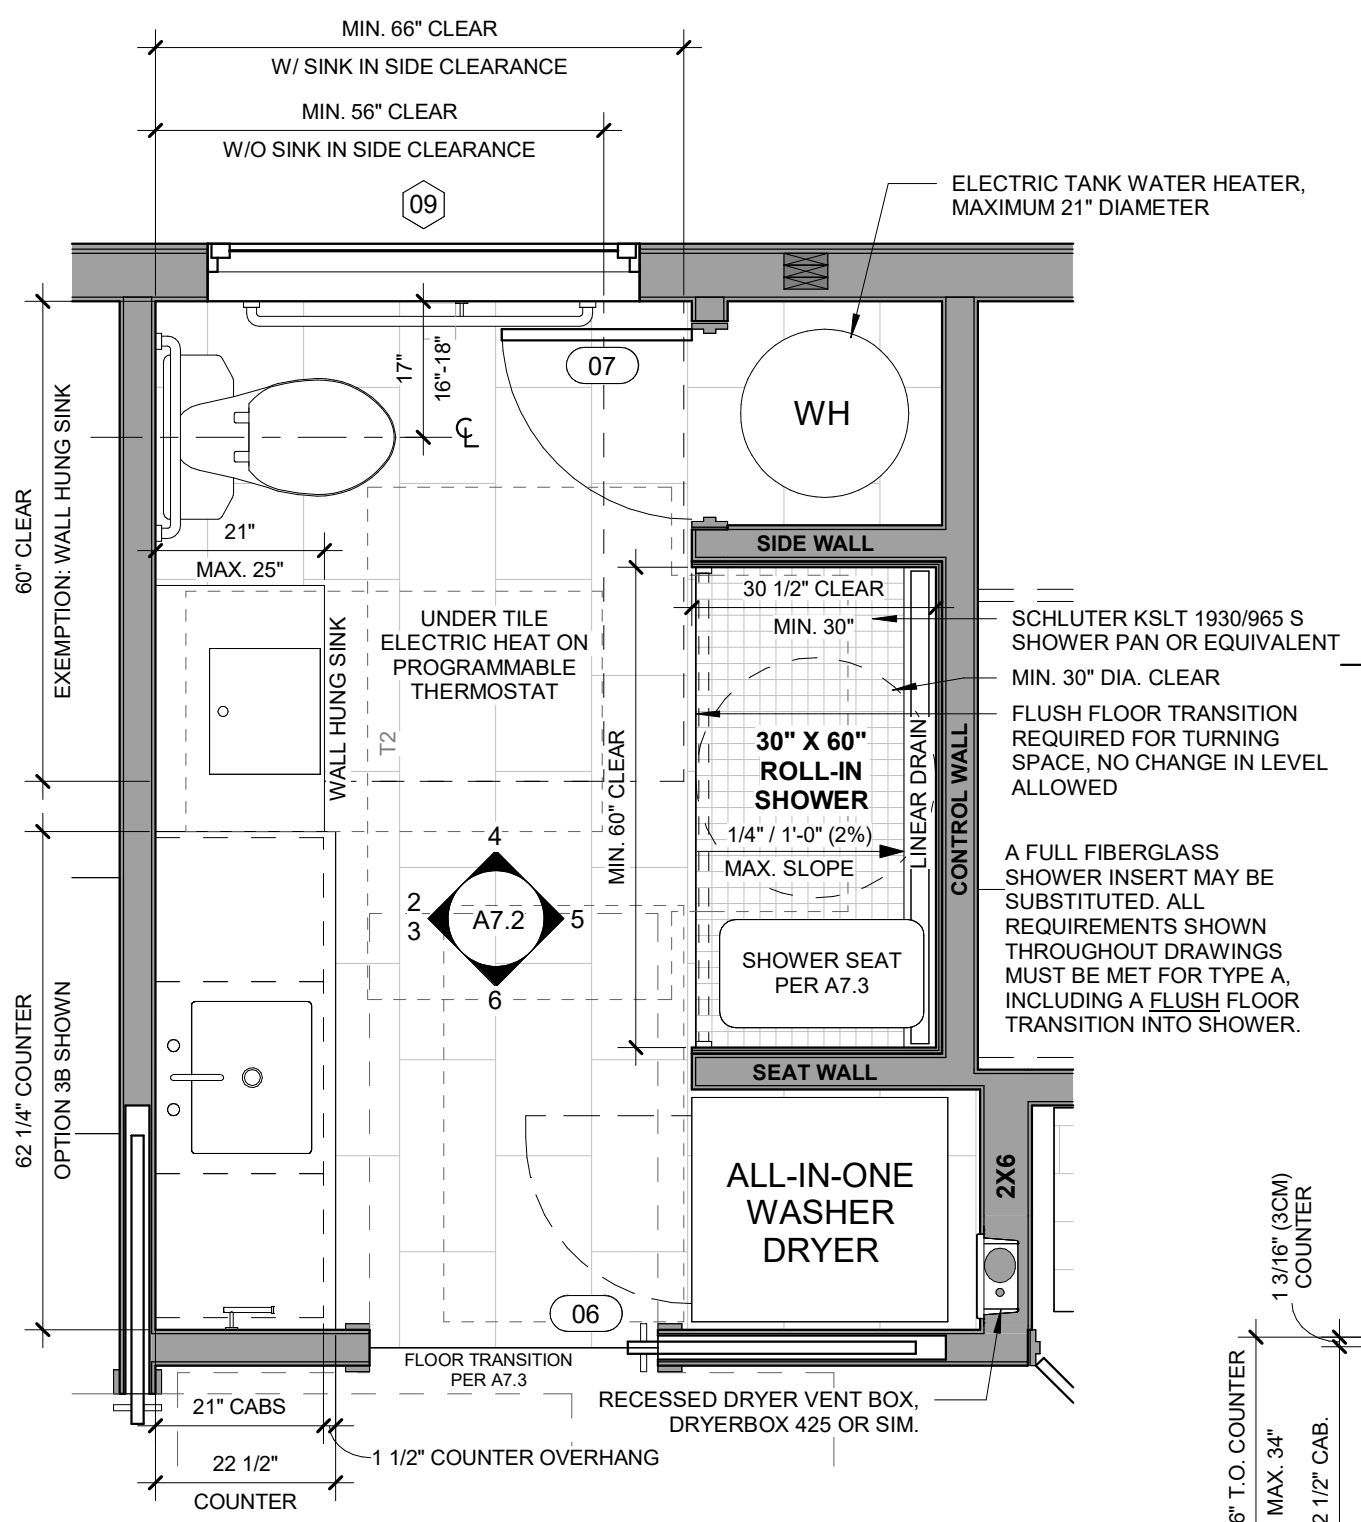 MIN. 66" CLEAR
W/ SINK IN SIDE CLEARANCE
MIN. 56" CLEAR
W/O SINK IN SIDE CLEARANCE
09
ELECTRIC TANK WATER HEATER,
MAXIMUM 21" DIAMETER
60" CLEAR
EXEMPTION: WALL HUNG SINK
17"
16"-18"
07
WH
21"
MAX. 25"
SIDE WALL
30 1/2" CLEAR
MIN. 30"
UNDER TILE
ELECTRIC HEAT ON
PROGRAMMABLE
THERMOSTAT
WALL HUNG SINK
T2
MIN. 60" CLEAR
30" X 60"
ROLL-IN
SHOWER
1/4" / 1'-0" (2%)
MAX. SLOPE
LINEAR DRAIN
CONTROL WALL
SCHLUTER KSLT 1930/965 S
SHOWER PAN OR EQUIVALENT
MIN. 30" DIA. CLEAR
FLUSH FLOOR TRANSITION
REQUIRED FOR TURNING
SPACE, NO CHANGE IN LEVEL
ALLOWED
A FULL FIBERGLASS
SHOWER INSERT MAY BE
SUBSTITUTED. ALL
REQUIREMENTS SHOWN
THROUGHOUT DRAWINGS
MUST BE MET FOR TYPE A,
INCLUDING A FLUSH FLOOR
TRANSITION INTO SHOWER.
4
2
3
A7.2
5
6
SHOWER SEAT
PER A7.3
SEAT WALL
62 1/4" COUNTER
OPTION 3B SHOWN
ALL-IN-ONE
WASHER
DRYER
2X6
06
FLOOR TRANSITION
PER A7.3
RECESSED DRYER VENT BOX,
DRYERBOX 425 OR SIM.
21" CABS
1 1/2" COUNTER OVERHANG
22 1/2"
COUNTER
1 3/16" (3CM)
COUNTER
6" T.O. COUNTER
MAX. 34"
2 1/2" CAB.